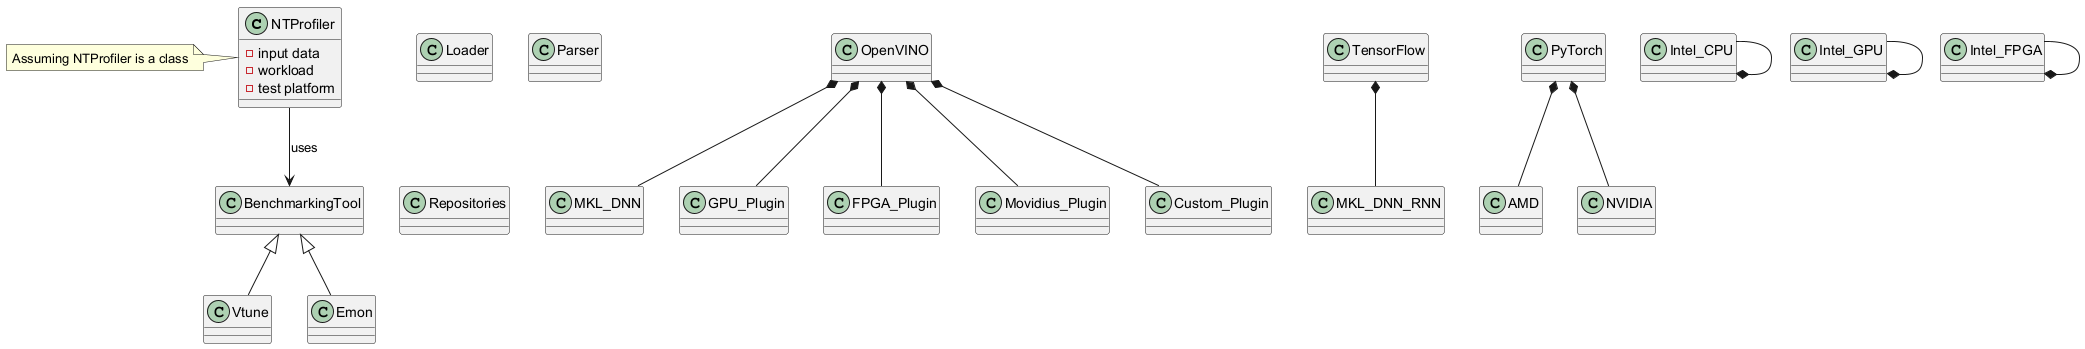 Assuming NTProfiler is a class
C NTProfiler
input data
workload
test platform
C Loader
C Parser
C OpenVINO
C TensorFlow
C PyTorch
C Intel_CPU
C Intel_GPU
C Intel_FPGA
uses
C BenchmarkingTool
C Repositories
C MKL_DNN
C GPU_Plugin
C FPGA_Plugin
C Movidius_Plugin
C Custom_Plugin
C MKL_DNN_RNN
C AMD
C NVIDIA
C Vtune
C Emon